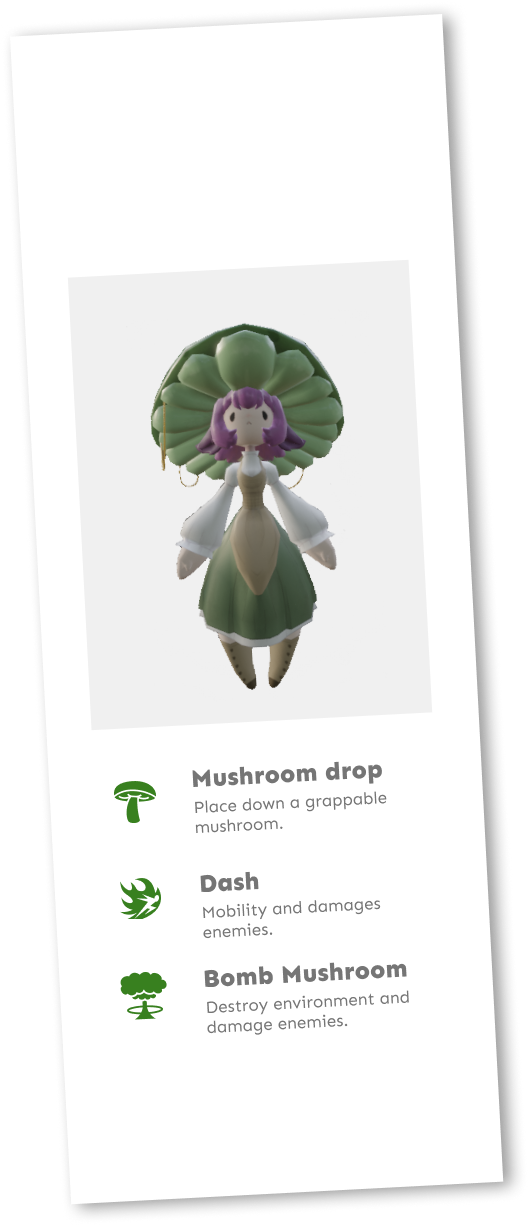 Mushroom drop
Place down a grappable
mushroom.
Dash
Mobility and damages
enemies.
Bomb Mushroom
Destroy environment and
damage enemies.